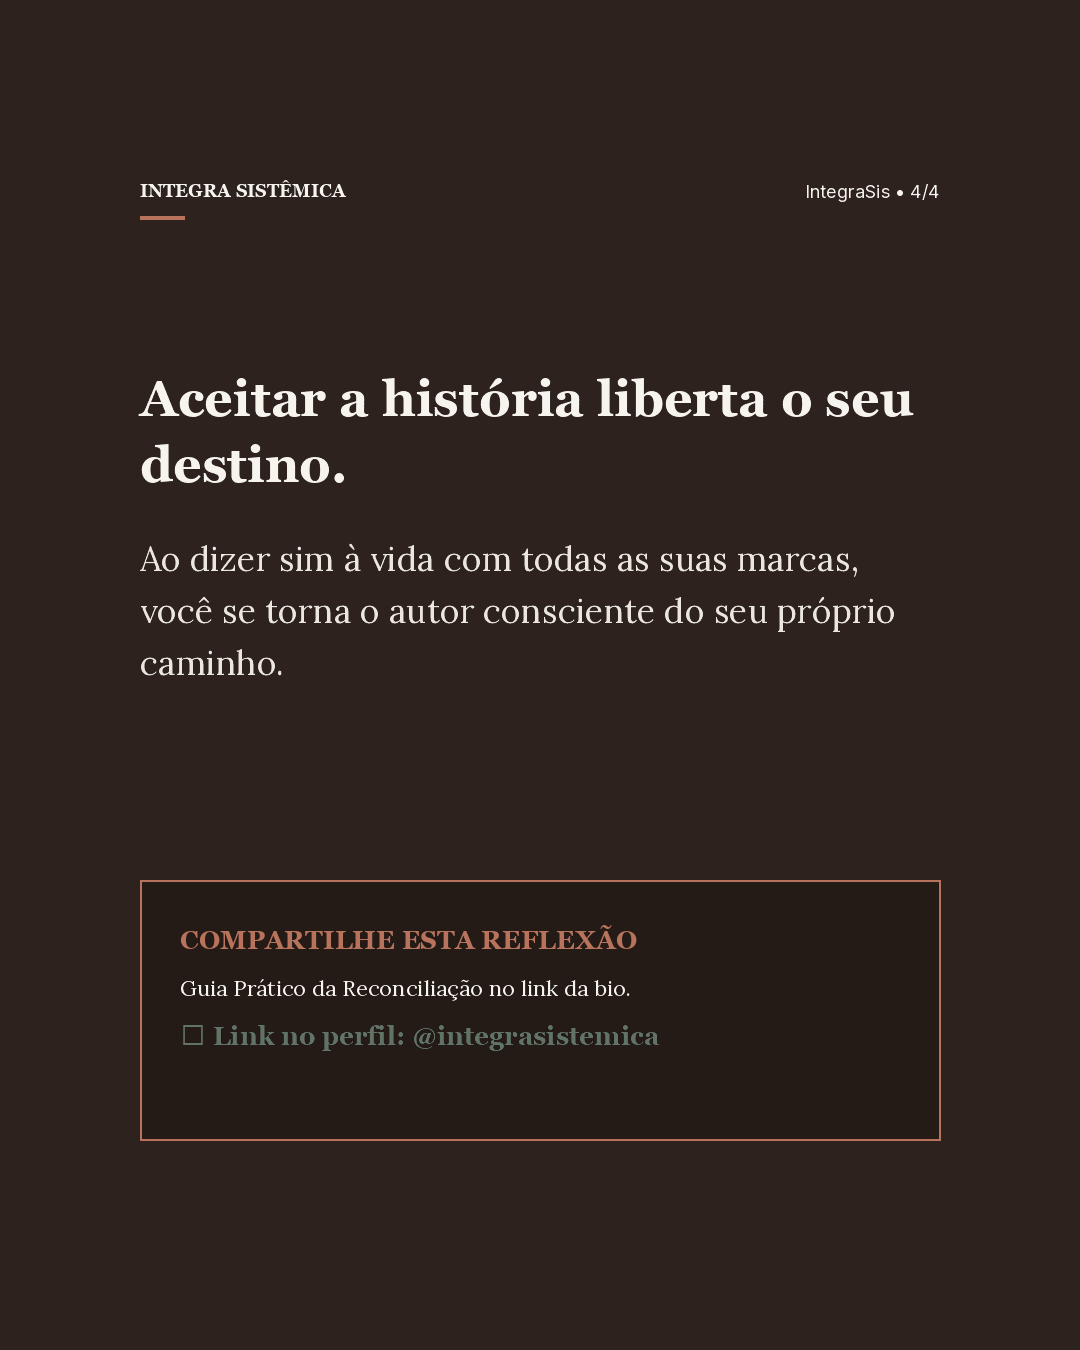 INTEGRA SISTÊMICA
IntegraSis • 4/4
Aceitar a história liberta o seu
destino.
Ao dizer sim à vida com todas as suas marcas,
você se torna o autor consciente do seu próprio
caminho.
COMPARTILHE ESTA REFLEXÃO
Guia Prático da Reconciliação no link da bio.
☐ Link no perfil: @integrasistemica